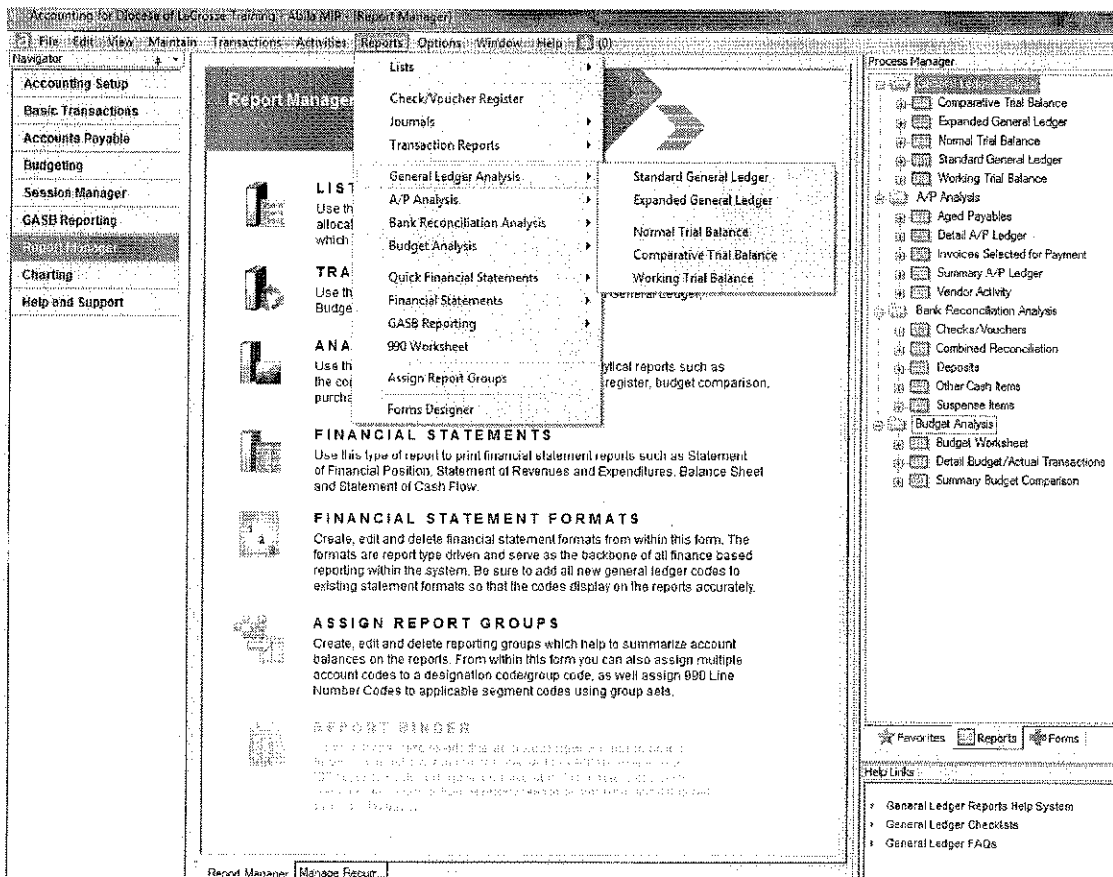 Accounting for Diocese of LaCrosse Training - Abila MIP - [Report Manager]
File Edit View Maintain Transactions Activities Reports Options Window Help (0)
Navigator
Accounting Setup
Basic Transactions
Accounts Payable
Budgeting
Session Manager
GASB Reporting
Report Manager
Charting
Help and Support
Report Manager
Lists
Check/Voucher Register
Journals
Transaction Reports
General Ledger Analysis
A/P Analysis
Bank Reconciliation Analysis
Budget Analysis
Quick Financial Statements
Financial Statements
GASB Reporting
990 Worksheet
Assign Report Groups
Forms Designer
Standard General Ledger
Expanded General Ledger
Normal Trial Balance
Comparative Trial Balance
Working Trial Balance
LIST
Use th
allocat
which
TRA
Use th
General Ledger,
Budge
ANA
Use th
ytical reports such as
the co
register, budget comparison,
purcha
FINANCIAL STATEMENTS
Use this type of report to print financial statement reports such as Statement
of Financial Position, Statement of Revenues and Expenditures, Balance Sheet
and Statement of Cash Flow.
FINANCIAL STATEMENT FORMATS
Create, edit and delete financial statement formats from within this form. The
formats are report type driven and serve as the backbone of all finance based
reporting within the system. Be sure to add all new general ledger codes to
existing statement formats so that the codes display on the reports accurately.
ASSIGN REPORT GROUPS
Create, edit and delete reporting groups which help to summarize account
balances on the reports. From within this form you can also assign multiple
account codes to a designation code/group code, as well assign 990 Line
Number Codes to applicable segment codes using group sets.
REPORT BINDER
Report Manager
Manage Recurr...
Process Manager
Comparative Trial Balance
Expanded General Ledger
Normal Trial Balance
Standard General Ledger
Working Trial Balance
A/P Analysis
Aged Payables
Detail A/P Ledger
Invoices Selected for Payment
Summary A/P Ledger
Vendor Activity
Bank Reconciliation Analysis
Checks/Vouchers
Combined Reconciliation
Deposits
Other Cash Items
Suspense Items
Budget Analysis
Budget Worksheet
Detail Budget/Actual Transactions
Summary Budget Comparison
Favorites Reports Forms
Help Links
General Ledger Reports Help System
General Ledger Checklists
General Ledger FAQs